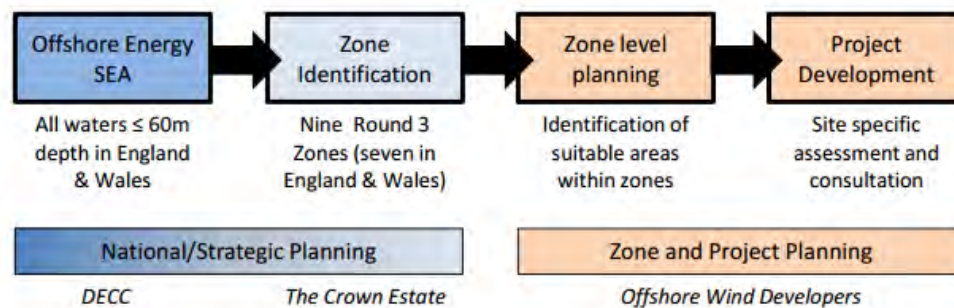 Offshore Energy
SEA
Zone
Identification
Zone level
planning
Project
Development
All waters ≤ 60m
depth in England
& Wales
Nine Round 3
Zones (seven in
England & Wales)
Identification of
suitable areas
within zones
Site specific
assessment and
consultation
National/Strategic Planning
Zone and Project Planning
DECC
The Crown Estate
Offshore Wind Developers